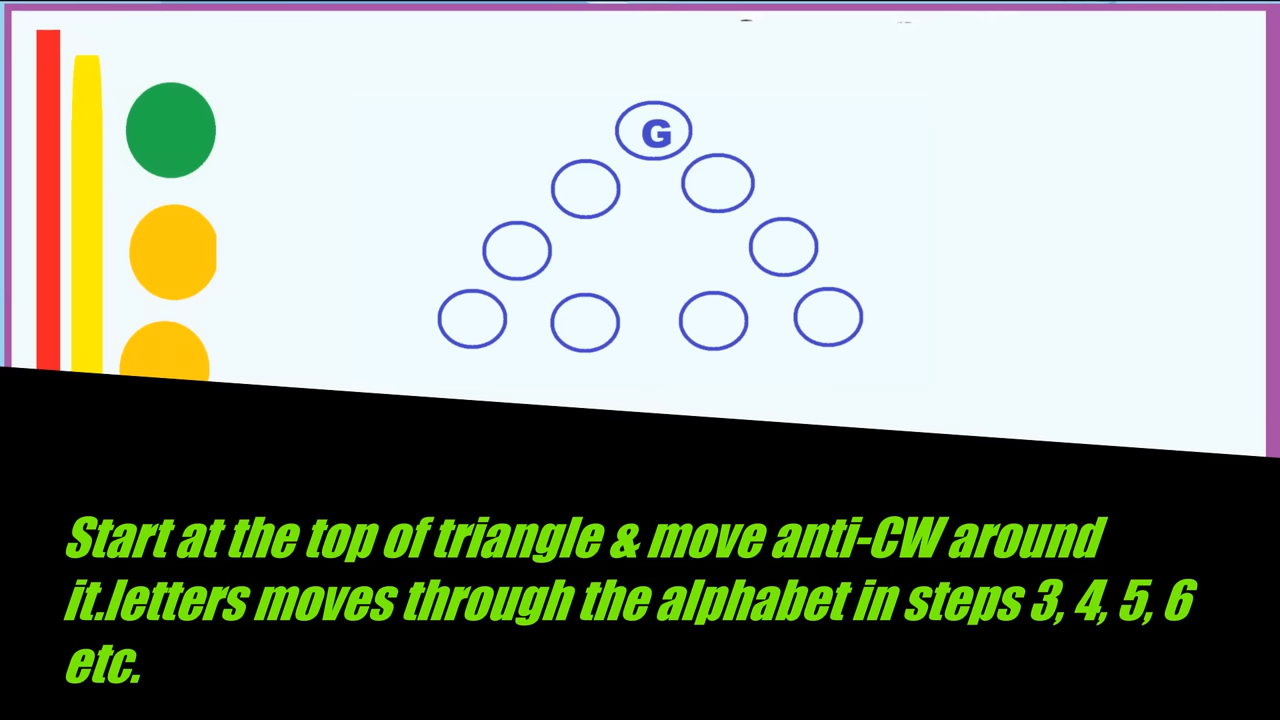 G
Start at the top of triangle & move anti-CW around
it.letters moves through the alphabet in steps 3, 4, 5, 6
etc.